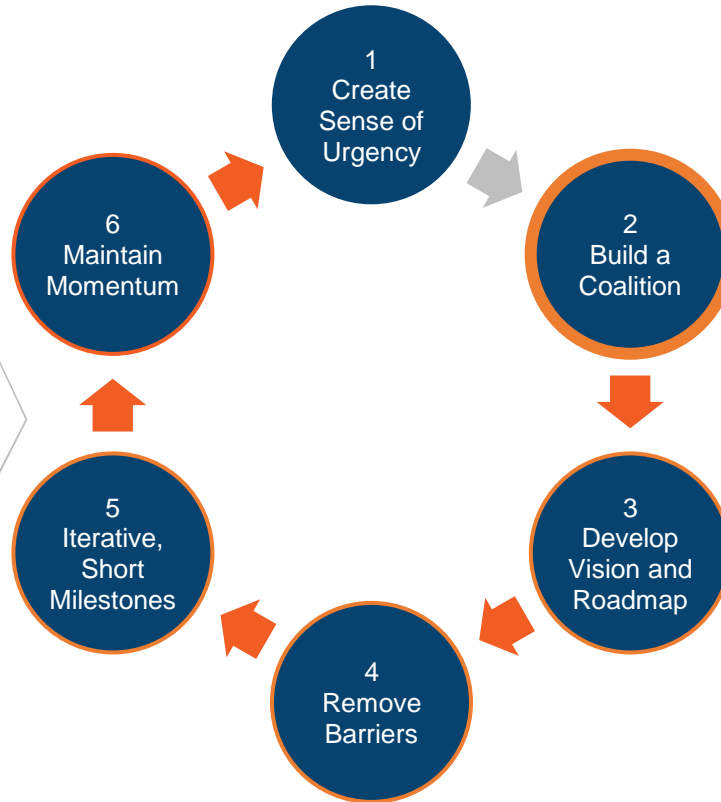 1
Create
Sense of
Urgency
2
Build a
Coalition
3
Develop
Vision and
Roadmap
4
Remove
Barriers
5
Iterative,
Short
Milestones
6
Maintain
Momentum